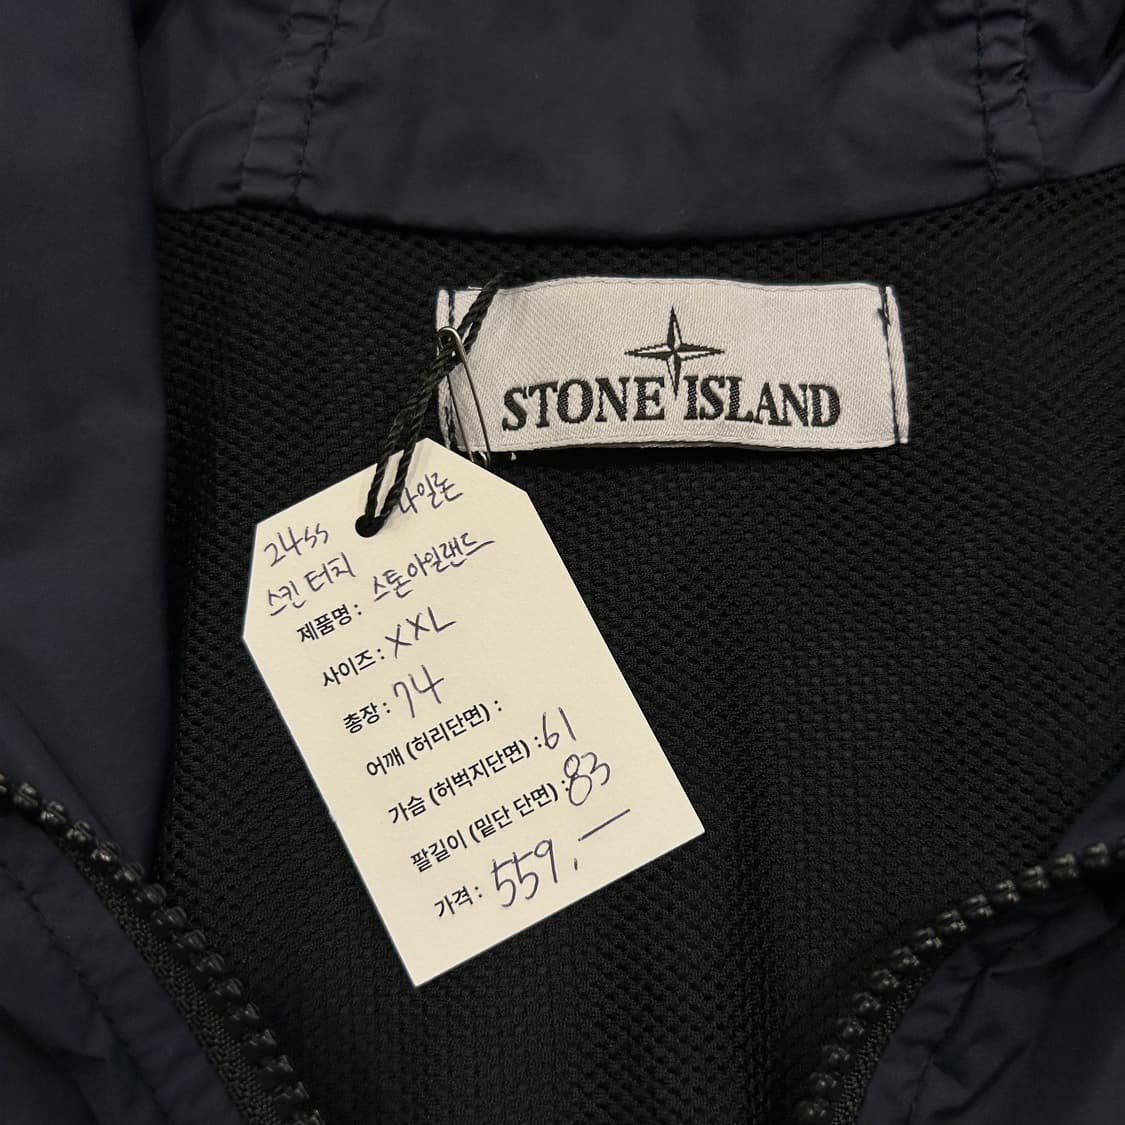 STONE ISLAND
24ss 나일론
스킨 터치
제품명 : 스톤아일랜드
사이즈 : XXL
총장 : 74
어깨 (허리단면) :
가슴 (허벅지단면) : 61
팔길이 (밑단 단면) : 83
가격 : 559,—